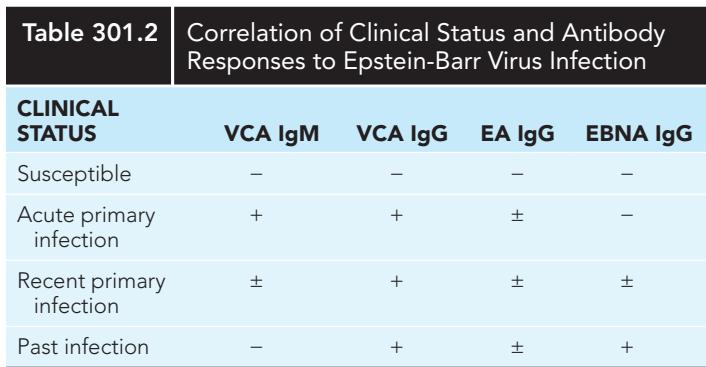 Table 301.2
Correlation of Clinical Status and Antibody
Responses to Epstein-Barr Virus Infection
CLINICAL
STATUS VCA IgM VCA IgG EA IgG EBNA IgG
Susceptible − − − −
Acute primary + + ± −
infection
Recent primary ± + ± ±
infection
Past infection − + ± +